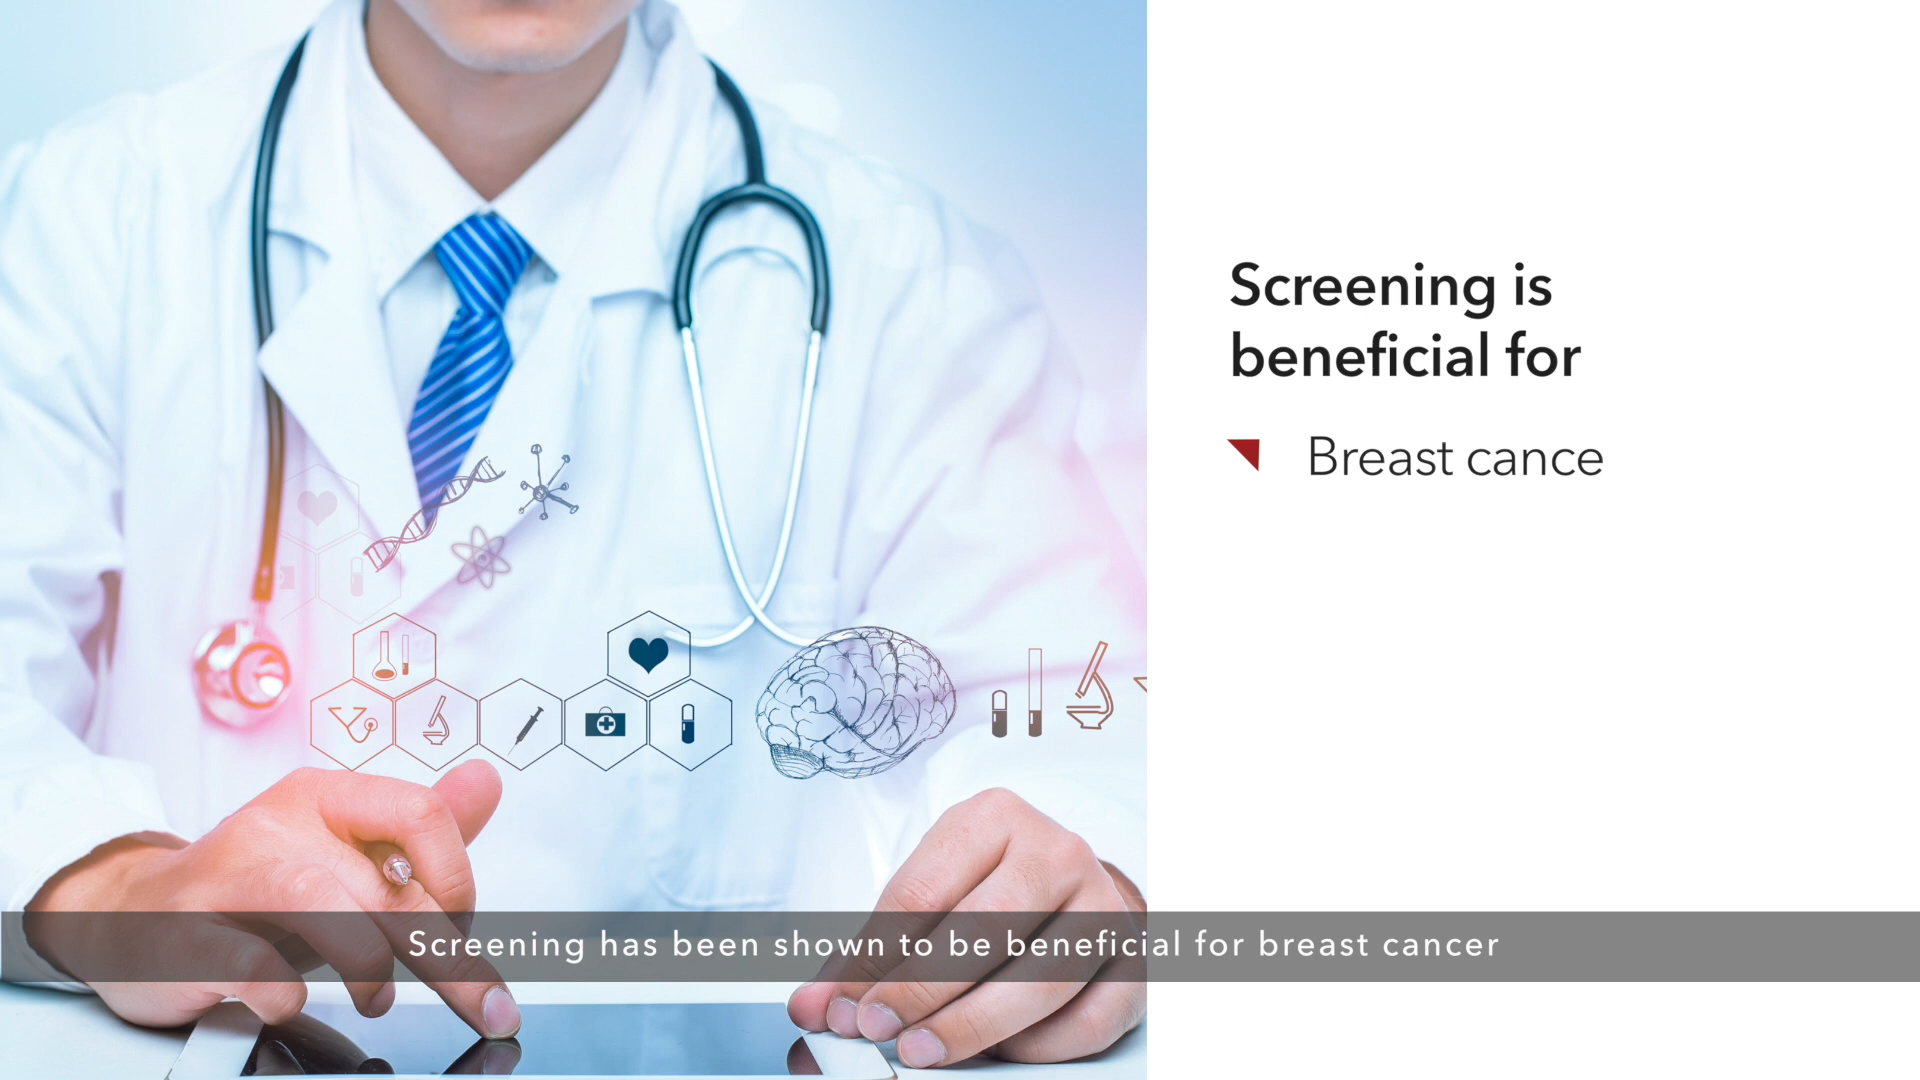 Screening is
beneficial for
Breast cance
Screening has been shown to be beneficial for breast cancer